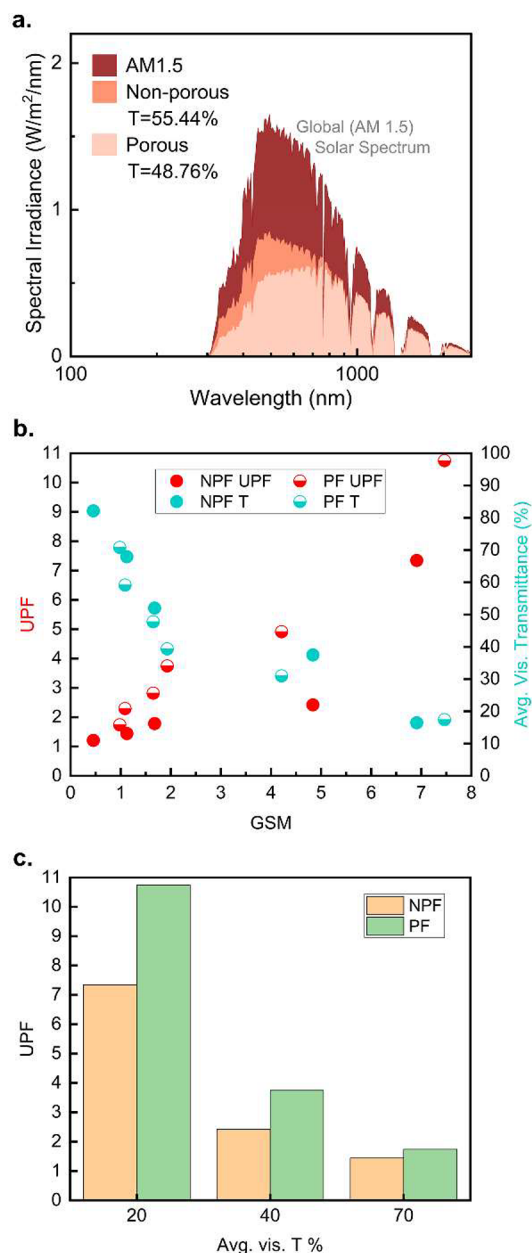 a.
Spectral Irradiance (W/m²/nm)
2
1
0
AM1.5
Non-porous
T=55.44%
Porous
T=48.76%
Global (AM 1.5)
Solar Spectrum
100
1000
Wavelength (nm)
b.
UPF
11
10
9
8
7
6
5
4
3
2
1
0
NPF UPF
PF UPF
NPF T
PF T
100
90
80
70
60
50
40
30
20
10
0
Avg. Vis. Transmittance (%)
0 1 2 3 4 5 6 7 8
GSM
c.
UPF
11
10
9
8
7
6
5
4
3
2
1
0
NPF
PF
20 40 70
Avg. vis. T %